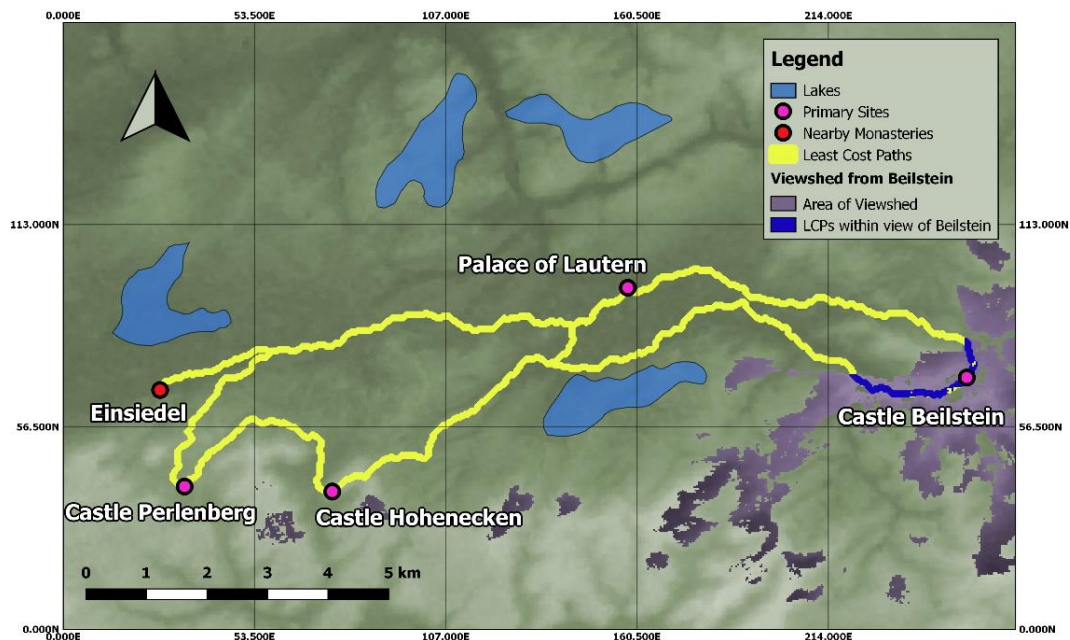 0.000E 53.500E 107.000E 160.500E 214.000E
Legend
Lakes
Primary Sites
Nearby Monasteries
Least Cost Paths
Viewshed from Beilstein
Area of Viewshed
LCPs within view of Beilstein
113.000N 113.000N
Palace of Lautern
Einsiedel
Castle Beilstein
56.500N 56.500N
Castle Perlenberg
Castle Hohenecken
0 1 2 3 4 5 km
0.000N 0.000N
0.000E 53.500E 107.000E 160.500E 214.000E